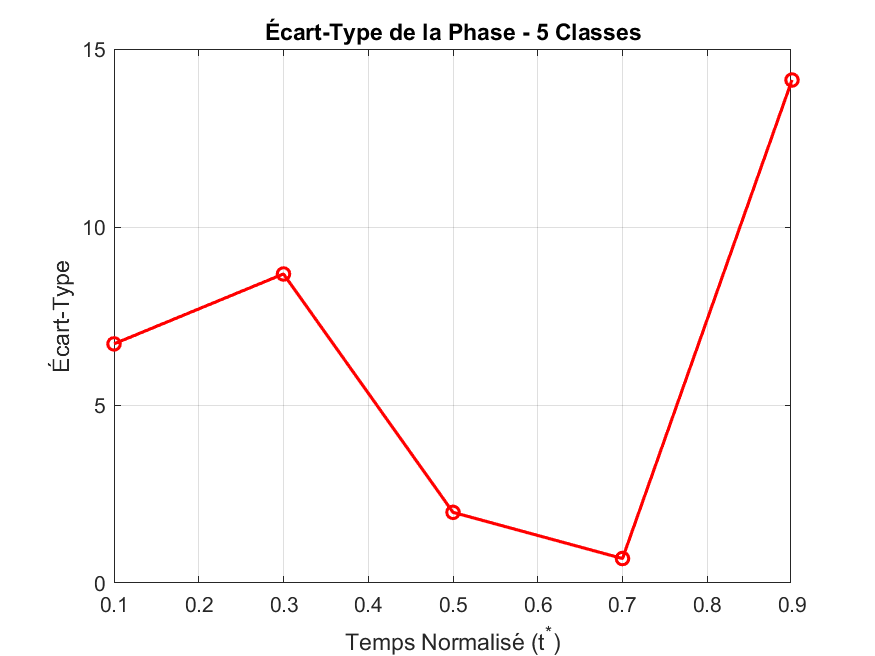 Écart-Type de la Phase - 5 Classes
15
10
5
0
Écart-Type
0.1 0.2 0.3 0.4 0.5 0.6 0.7 0.8 0.9
Temps Normalisé (t*)